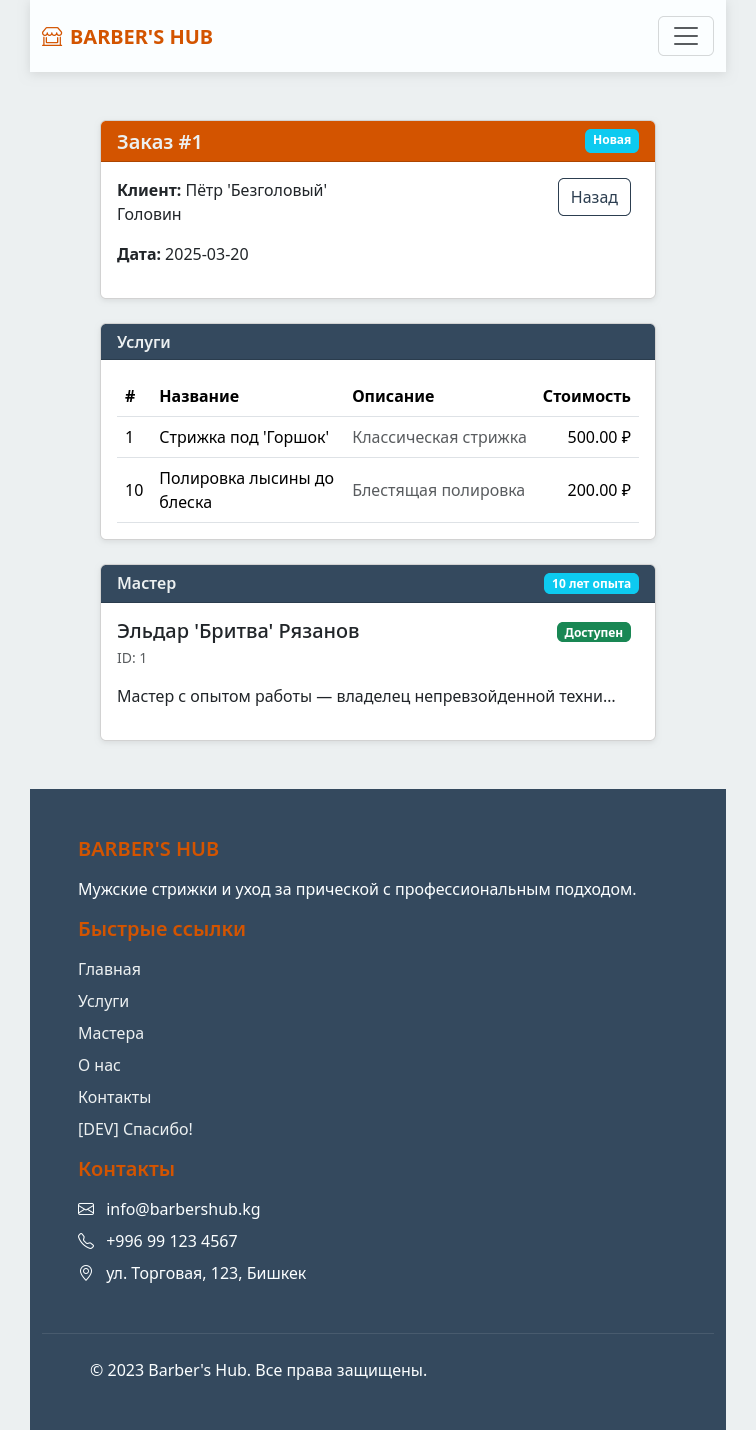 BARBER'S HUB
Заказ #1 Новая
Клиент: Пётр 'Безголовый' Назад
Головин
Дата: 2025-03-20
Услуги
# Название Описание Стоимость
1 Стрижка под 'Горшок' Классическая стрижка 500.00 ₽
10 Полировка лысины до блеска Блестящая полировка 200.00 ₽
Мастер 10 лет опыта
Эльдар 'Бритва' Рязанов Доступен
ID: 1
Мастер с опытом работы — владелец непревзойденной техни...
BARBER'S HUB
Мужские стрижки и уход за прической с профессиональным подходом.
Быстрые ссылки
Главная
Услуги
Мастера
О нас
Контакты
[DEV] Спасибо!
Контакты
info@barbershub.kg
+996 99 123 4567
ул. Торговая, 123, Бишкек
© 2023 Barber's Hub. Все права защищены.